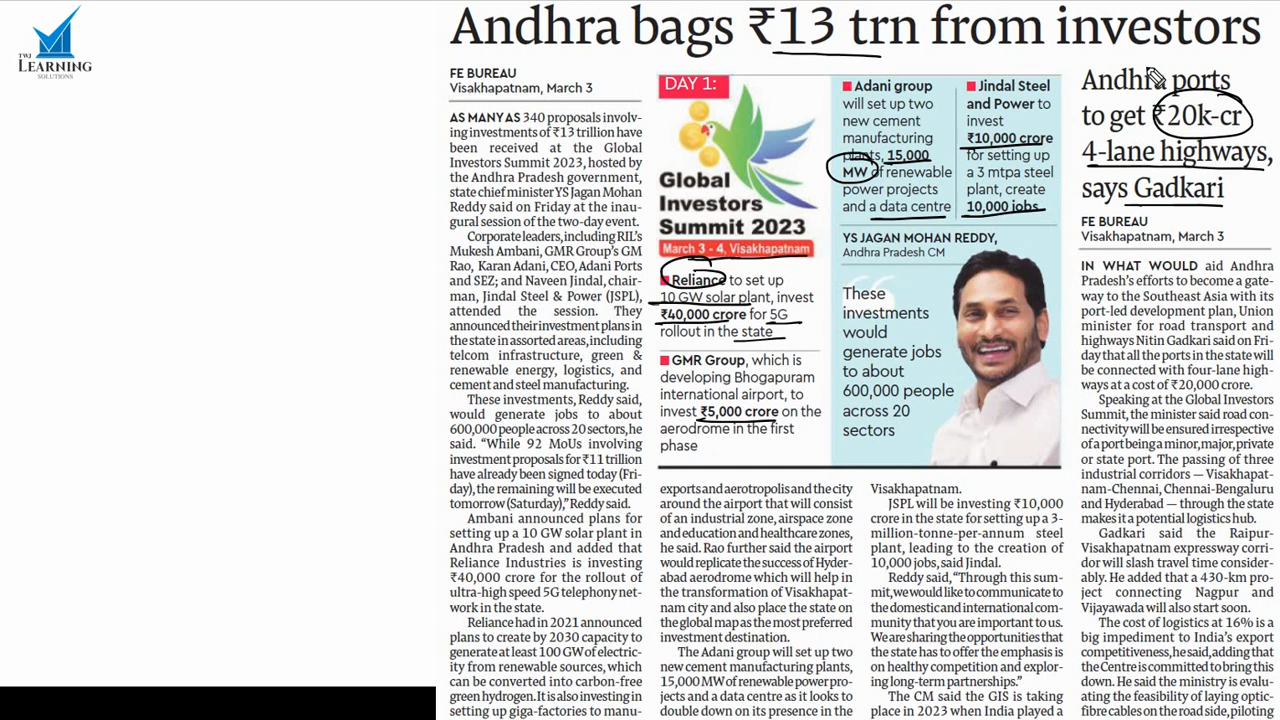 TWJ
LEARNING
SOLUTIONS
Andhra bags ₹13 trn from investors
FE BUREAU
Visakhapatnam, March 3
AS MANY AS 340 proposals involv-
ing investments of ₹13 trillion have
been received at the Global
Investors Summit 2023, hosted by
the Andhra Pradesh government,
state chief minister YS Jagan Mohan
Reddy said on Friday at the inau-
gural session of the two-day event.
Corporate leaders, including RIL's
Mukesh Ambani, GMR Group's GM
Rao, Karan Adani, CEO, Adani Ports
and SEZ; and Naveen Jindal, chair-
man, Jindal Steel & Power (JSPL),
attended the session. They
announced their investment plans in
the state in assorted areas, including
telcom infrastructure, green &
renewable energy, logistics, and
cement and steel manufacturing.
These investments, Reddy said,
would generate jobs to about
600,000 people across 20 sectors, he
said. “While 92 MoUs involving
investment proposals for ₹11 trillion
have already been signed today (Fri-
day), the remaining will be executed
tomorrow (Saturday),” Reddy said.
Ambani announced plans for
setting up a 10 GW solar plant in
Andhra Pradesh and added that
Reliance Industries is investing
₹40,000 crore for the rollout of
ultra-high speed 5G telephony net-
work in the state.
Reliance had in 2021 announced
plans to create by 2030 capacity to
generate at least 100 GW of electric-
ity from renewable sources, which
can be converted into carbon-free
green hydrogen. It is also investing in
setting up giga-factories to manu-
DAY 1:
Global
Investors
Summit 2023
March 3 - 4, Visakhapatnam
Reliance to set up
10 GW solar plant, invest
₹40,000 crore for 5G
rollout in the state
GMR Group, which is
developing Bhogapuram
international airport, to
invest ₹5,000 crore on the
aerodrome in the first
phase
Adani group
will set up two
new cement
manufacturing
plants, 15,000
MW of renewable
power projects
and a data centre
Jindal Steel
and Power to
invest
₹10,000 crore
for setting up
a 3 mtpa steel
plant, create
10,000 jobs
YS JAGAN MOHAN REDDY,
Andhra Pradesh CM
These
investments
would
generate jobs
to about
600,000 people
across 20
sectors
exports and aerotropolis and the city
around the airport that will consist
of an industrial zone, airspace zone
and education and healthcare zones,
he said. Rao further said the airport
would replicate the success of Hyder-
abad aerodrome which will help in
the transformation of Visakhapat-
nam city and also place the state on
the global map as the most preferred
investment destination.
The Adani group will set up two
new cement manufacturing plants,
15,000 MW of renewable power pro-
jects and a data centre as it looks to
double down on its presence in the
Visakhapatnam.
JSPL will be investing ₹10,000
crore in the state for setting up a 3-
million-tonne-per-annum steel
plant, leading to the creation of
10,000 jobs, said Jindal.
Reddy said, “Through this sum-
mit, we would like to communicate to
the domestic and international com-
munity that you are important to us.
We are sharing the opportunities that
the state has to offer the emphasis is
on healthy competition and explor-
ing long-term partnerships.”
The CM said the GIS is taking
place in 2023 when India played a
Andhra ports
to get ₹20k-cr
4-lane highways,
says Gadkari
FE BUREAU
Visakhapatnam, March 3
IN WHAT WOULD aid Andhra
Pradesh's efforts to become a gate-
way to the Southeast Asia with its
port-led development plan, Union
minister for road transport and
highways Nitin Gadkari said on Fri-
day that all the ports in the state will
be connected with four-lane high-
ways at a cost of ₹20,000 crore.
Speaking at the Global Investors
Summit, the minister said road con-
nectivity will be ensured irrespective
of a port being a minor, major, private
or state port. The passing of three
industrial corridors — Visakhapat-
nam-Chennai, Chennai-Bengaluru
and Hyderabad — through the state
makes it a potential logistics hub.
Gadkari said the Raipur-
Visakhapatnam expressway corri-
dor will slash travel time consider-
ably. He added that a 430-km pro-
ject connecting Nagpur and
Vijayawada will also start soon.
The cost of logistics at 16% is a
big impediment to India's export
competitiveness, he said, adding that
the Centre is committed to bring this
down. He said the ministry is evalu-
ating the feasibility of laying optic-
fibre cables on the road side, piloting